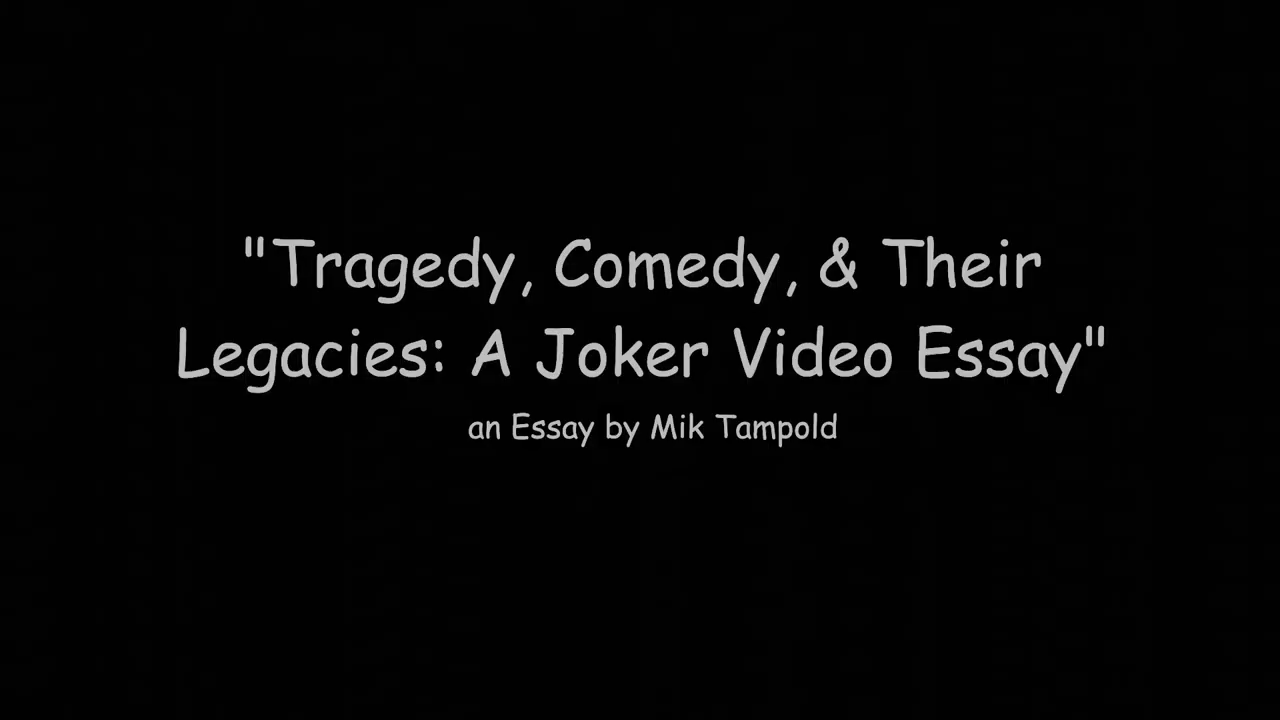 "Tragedy, Comedy, & Their
Legacies: A Joker Video Essay"
an Essay by Mik Tampold